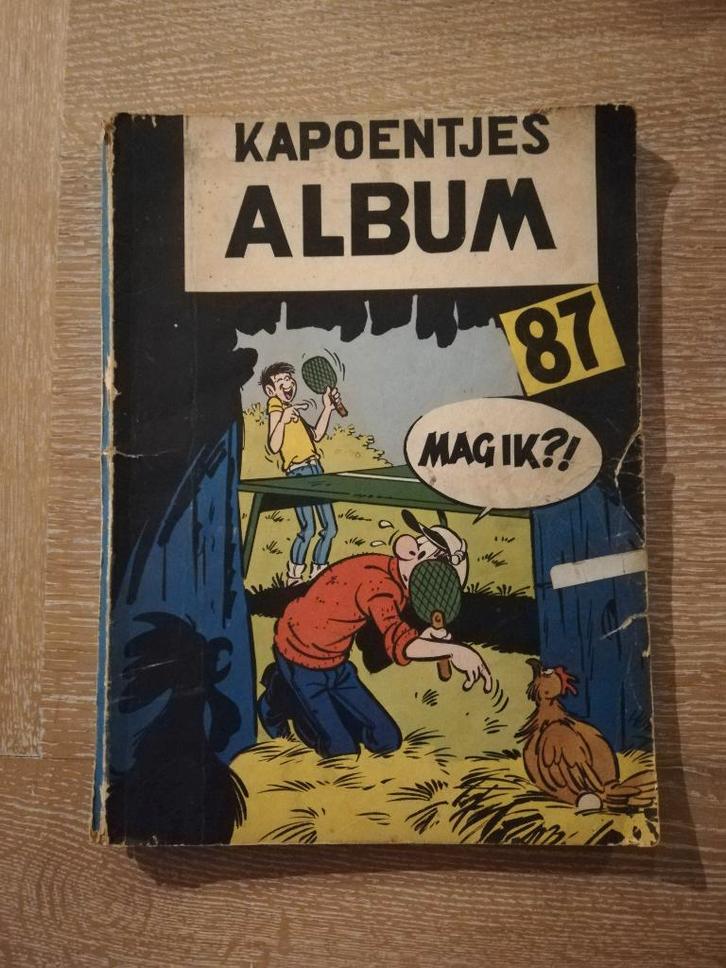 KAPOENTJES
ALBUM
87
MAG IK?!